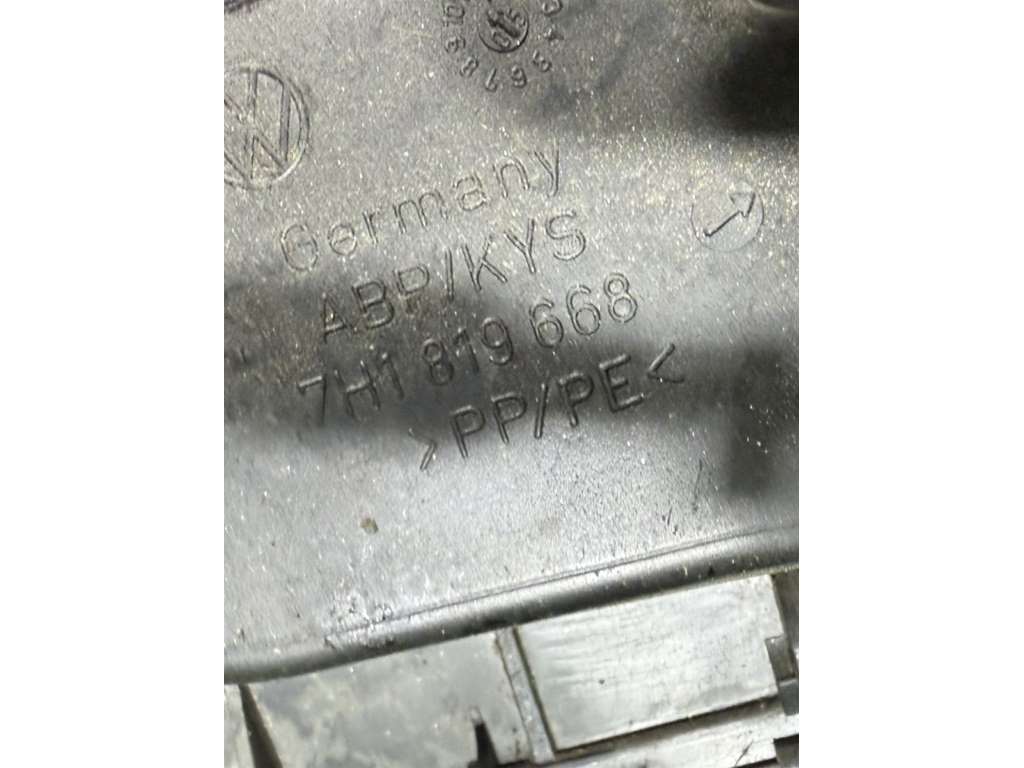 Germany
ABP/KYS
7H1 819 668
>PP/PE<